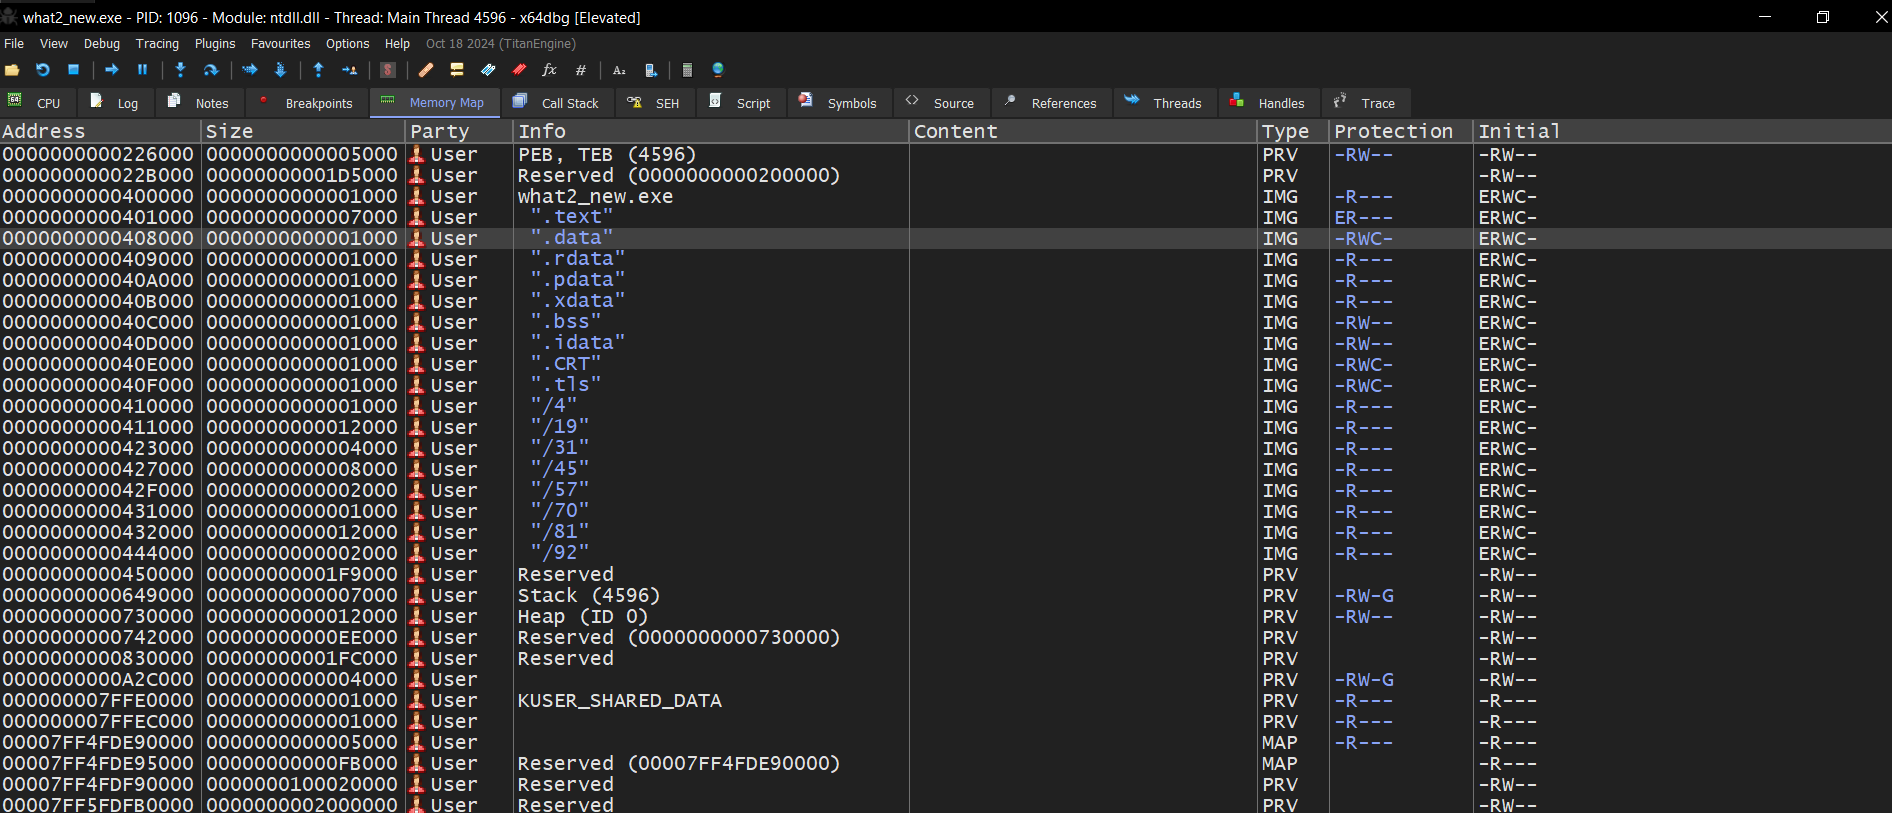 what2_new.exe - PID: 1096 - Module: ntdll.dll - Thread: Main Thread 4596 - x64dbg [Elevated]
File View Debug Tracing Plugins Favourites Options Help Oct 18 2024 (TitanEngine)
CPU Log Notes Breakpoints Memory Map Call Stack SEH Script Symbols Source References Threads Handles Trace
Address Size Party Info Content Type Protection Initial
0000000000226000 0000000000005000 User PEB, TEB (4596) PRV -RW-- -RW--
000000000022B000 00000000001D5000 User Reserved (0000000000200000) PRV -RW--
0000000000400000 0000000000001000 User what2_new.exe IMG -R--- ERWC-
0000000000401000 0000000000007000 User ".text" IMG ER--- ERWC-
0000000000408000 0000000000001000 User ".data" IMG -RWC- ERWC-
0000000000409000 0000000000001000 User ".rdata" IMG -R--- ERWC-
000000000040A000 0000000000001000 User ".pdata" IMG -R--- ERWC-
000000000040B000 0000000000001000 User ".xdata" IMG -R--- ERWC-
000000000040C000 0000000000001000 User ".bss" IMG -RW-- ERWC-
000000000040D000 0000000000001000 User ".idata" IMG -RW-- ERWC-
000000000040E000 0000000000001000 User ".CRT" IMG -RWC- ERWC-
000000000040F000 0000000000001000 User ".tls" IMG -RWC- ERWC-
0000000000410000 0000000000001000 User "/4" IMG -R--- ERWC-
0000000000411000 0000000000012000 User "/19" IMG -R--- ERWC-
0000000000423000 0000000000004000 User "/31" IMG -R--- ERWC-
0000000000427000 0000000000008000 User "/45" IMG -R--- ERWC-
000000000042F000 0000000000002000 User "/57" IMG -R--- ERWC-
0000000000431000 0000000000001000 User "/70" IMG -R--- ERWC-
0000000000432000 0000000000012000 User "/81" IMG -R--- ERWC-
0000000000444000 0000000000002000 User "/92" IMG -R--- ERWC-
0000000000450000 00000000001F9000 User Reserved PRV -RW--
0000000000649000 0000000000007000 User Stack (4596) PRV -RW-G -RW--
0000000000730000 0000000000012000 User Heap (ID 0) PRV -RW-- -RW--
0000000000742000 00000000000EE000 User Reserved (0000000000730000) PRV -RW--
0000000000830000 00000000001FC000 User Reserved PRV -RW--
0000000000A2C000 0000000000004000 User PRV -RW-G -RW--
000000007FFE0000 0000000000001000 User KUSER_SHARED_DATA PRV -R--- -R---
000000007FFEC000 0000000000001000 User PRV -R--- -R---
00007FF4FDE90000 0000000000005000 User MAP -R--- -R---
00007FF4FDE95000 00000000000FB000 User Reserved (00007FF4FDE90000) MAP -R---
00007FF4FDF90000 0000000100020000 User Reserved PRV -RW--
00007FF5FDFB0000 0000000002000000 User Reserved PRV -RW--